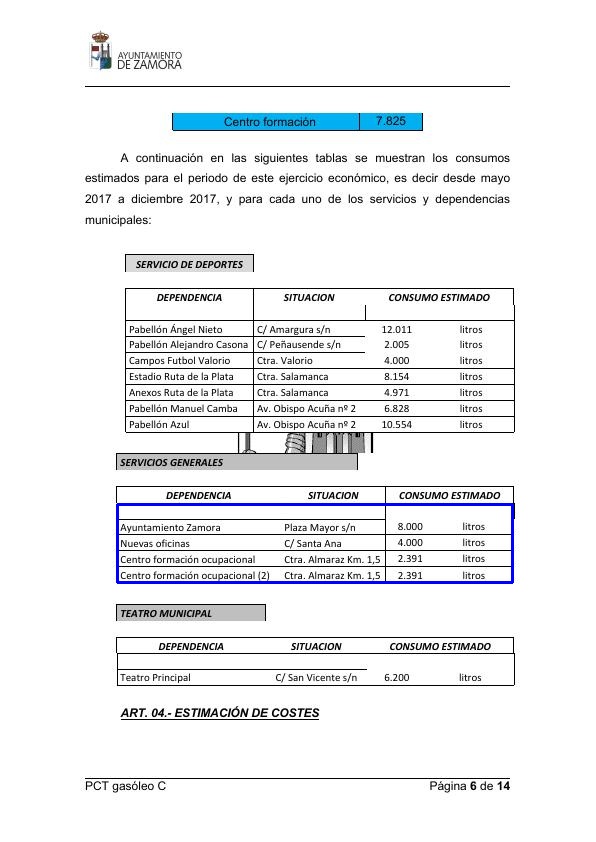 AYUNTAMIENTO
DE ZAMORA
Centro formación 7.825
A continuación en las siguientes tablas se muestran los consumos
estimados para el periodo de este ejercicio económico, es decir desde mayo
2017 a diciembre 2017, y para cada uno de los servicios y dependencias
municipales:
SERVICIO DE DEPORTES
DEPENDENCIA SITUACION CONSUMO ESTIMADO
Pabellón Ángel Nieto C/ Amargura s/n 12.011 litros
Pabellón Alejandro Casona C/ Peñausende s/n 2.005 litros
Campos Futbol Valorio Ctra. Valorio 4.000 litros
Estadio Ruta de la Plata Ctra. Salamanca 8.154 litros
Anexos Ruta de la Plata Ctra. Salamanca 4.971 litros
Pabellón Manuel Camba Av. Obispo Acuña nº 2 6.828 litros
Pabellón Azul Av. Obispo Acuña nº 2 10.554 litros
SERVICIOS GENERALES
DEPENDENCIA SITUACION CONSUMO ESTIMADO
Ayuntamiento Zamora Plaza Mayor s/n 8.000 litros
Nuevas oficinas C/ Santa Ana 4.000 litros
Centro formación ocupacional Ctra. Almaraz Km. 1,5 2.391 litros
Centro formación ocupacional (2) Ctra. Almaraz Km. 1,5 2.391 litros
TEATRO MUNICIPAL
DEPENDENCIA SITUACION CONSUMO ESTIMADO
Teatro Principal C/ San Vicente s/n 6.200 litros
ART. 04.- ESTIMACIÓN DE COSTES
PCT gasóleo C Página 6 de 14